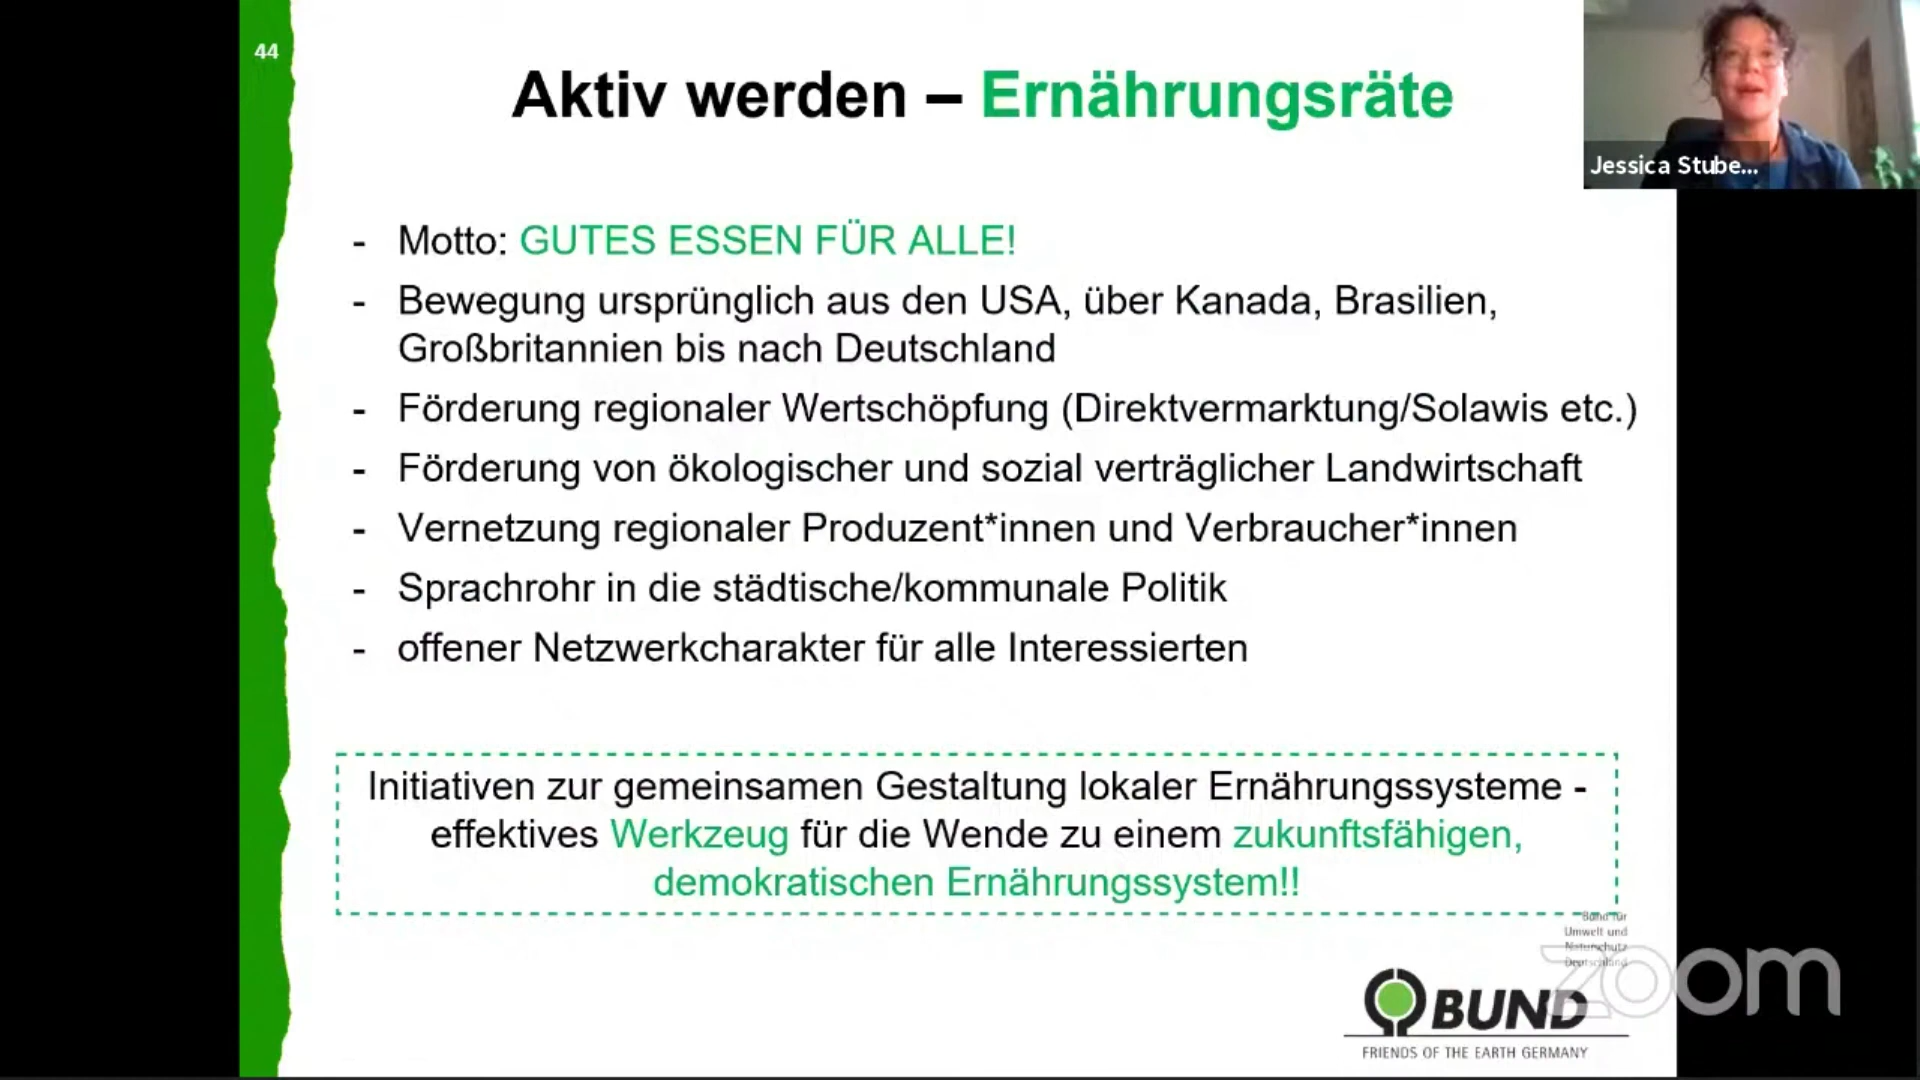 44
Aktiv werden – Ernährungsräte
Jessica Stube...
- Motto: GUTES ESSEN FÜR ALLE!
- Bewegung ursprünglich aus den USA, über Kanada, Brasilien,
Großbritannien bis nach Deutschland
- Förderung regionaler Wertschöpfung (Direktvermarktung/Solawis etc.)
- Förderung von ökologischer und sozial verträglicher Landwirtschaft
- Vernetzung regionaler Produzent*innen und Verbraucher*innen
- Sprachrohr in die städtische/kommunale Politik
- offener Netzwerkcharakter für alle Interessierten
Initiativen zur gemeinsamen Gestaltung lokaler Ernährungssysteme -
effektives Werkzeug für die Wende zu einem zukunftsfähigen,
demokratischen Ernährungssystem!!
Bund für
Umwelt und
Naturschutz
Deutschland
zoom
BUND
FRIENDS OF THE EARTH GERMANY